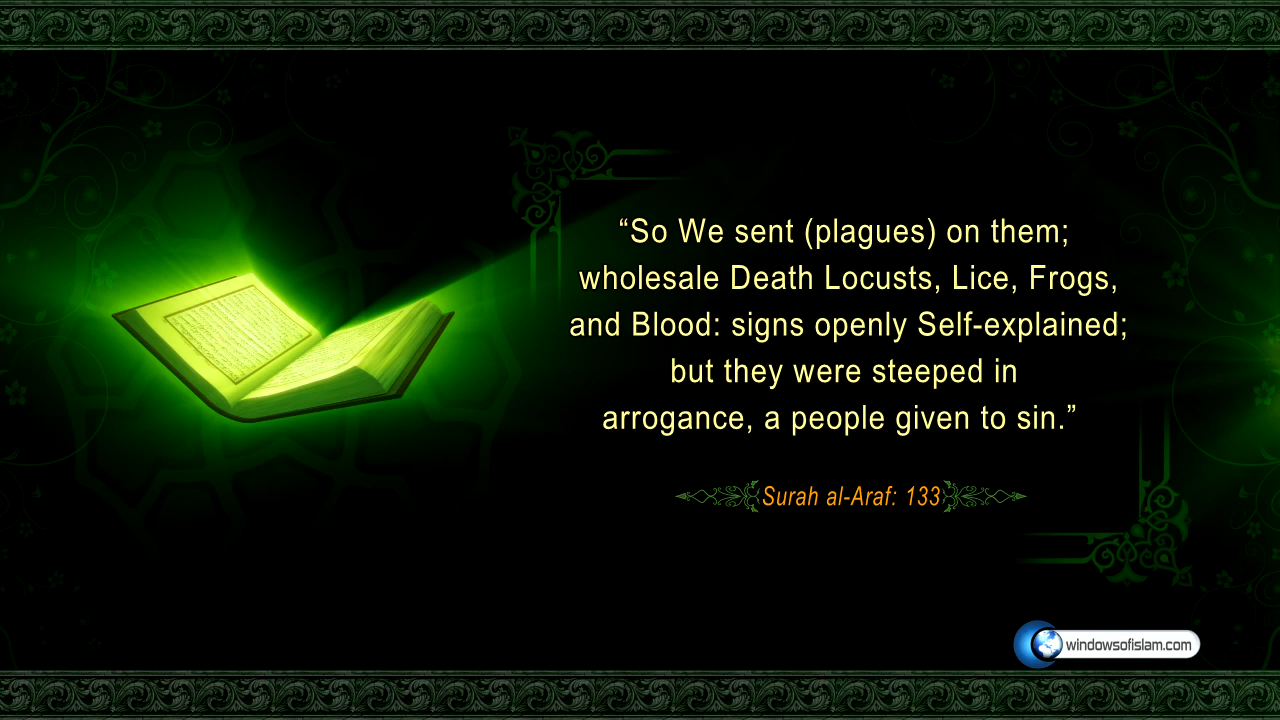 “So We sent (plagues) on them;
wholesale Death Locusts, Lice, Frogs,
and Blood: signs openly Self-explained;
but they were steeped in
arrogance, a people given to sin.”
Surah al-Araf: 133
windowsofislam.com